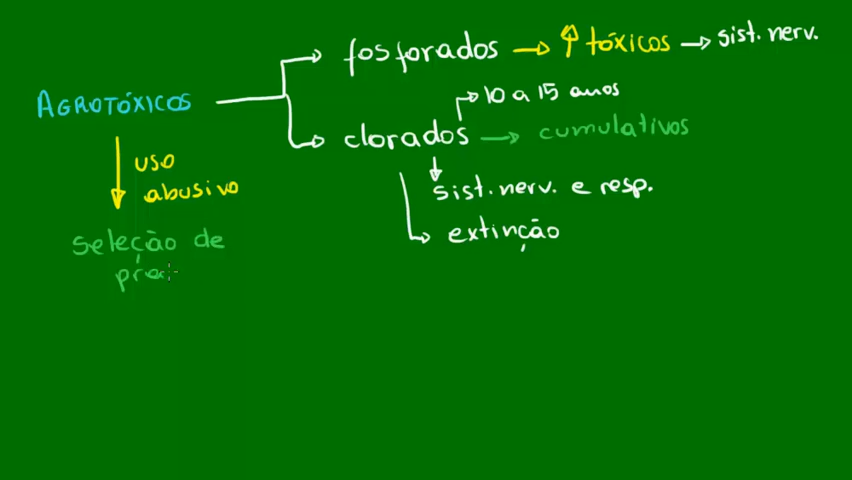 fosforados → ↑ tóxicos → sist. nerv.
AGROTÓXICOS
→ 10 a 15 anos
clorados → cumulativos
uso
abusivo
sist. nerv. e resp.
seleção de
extinção